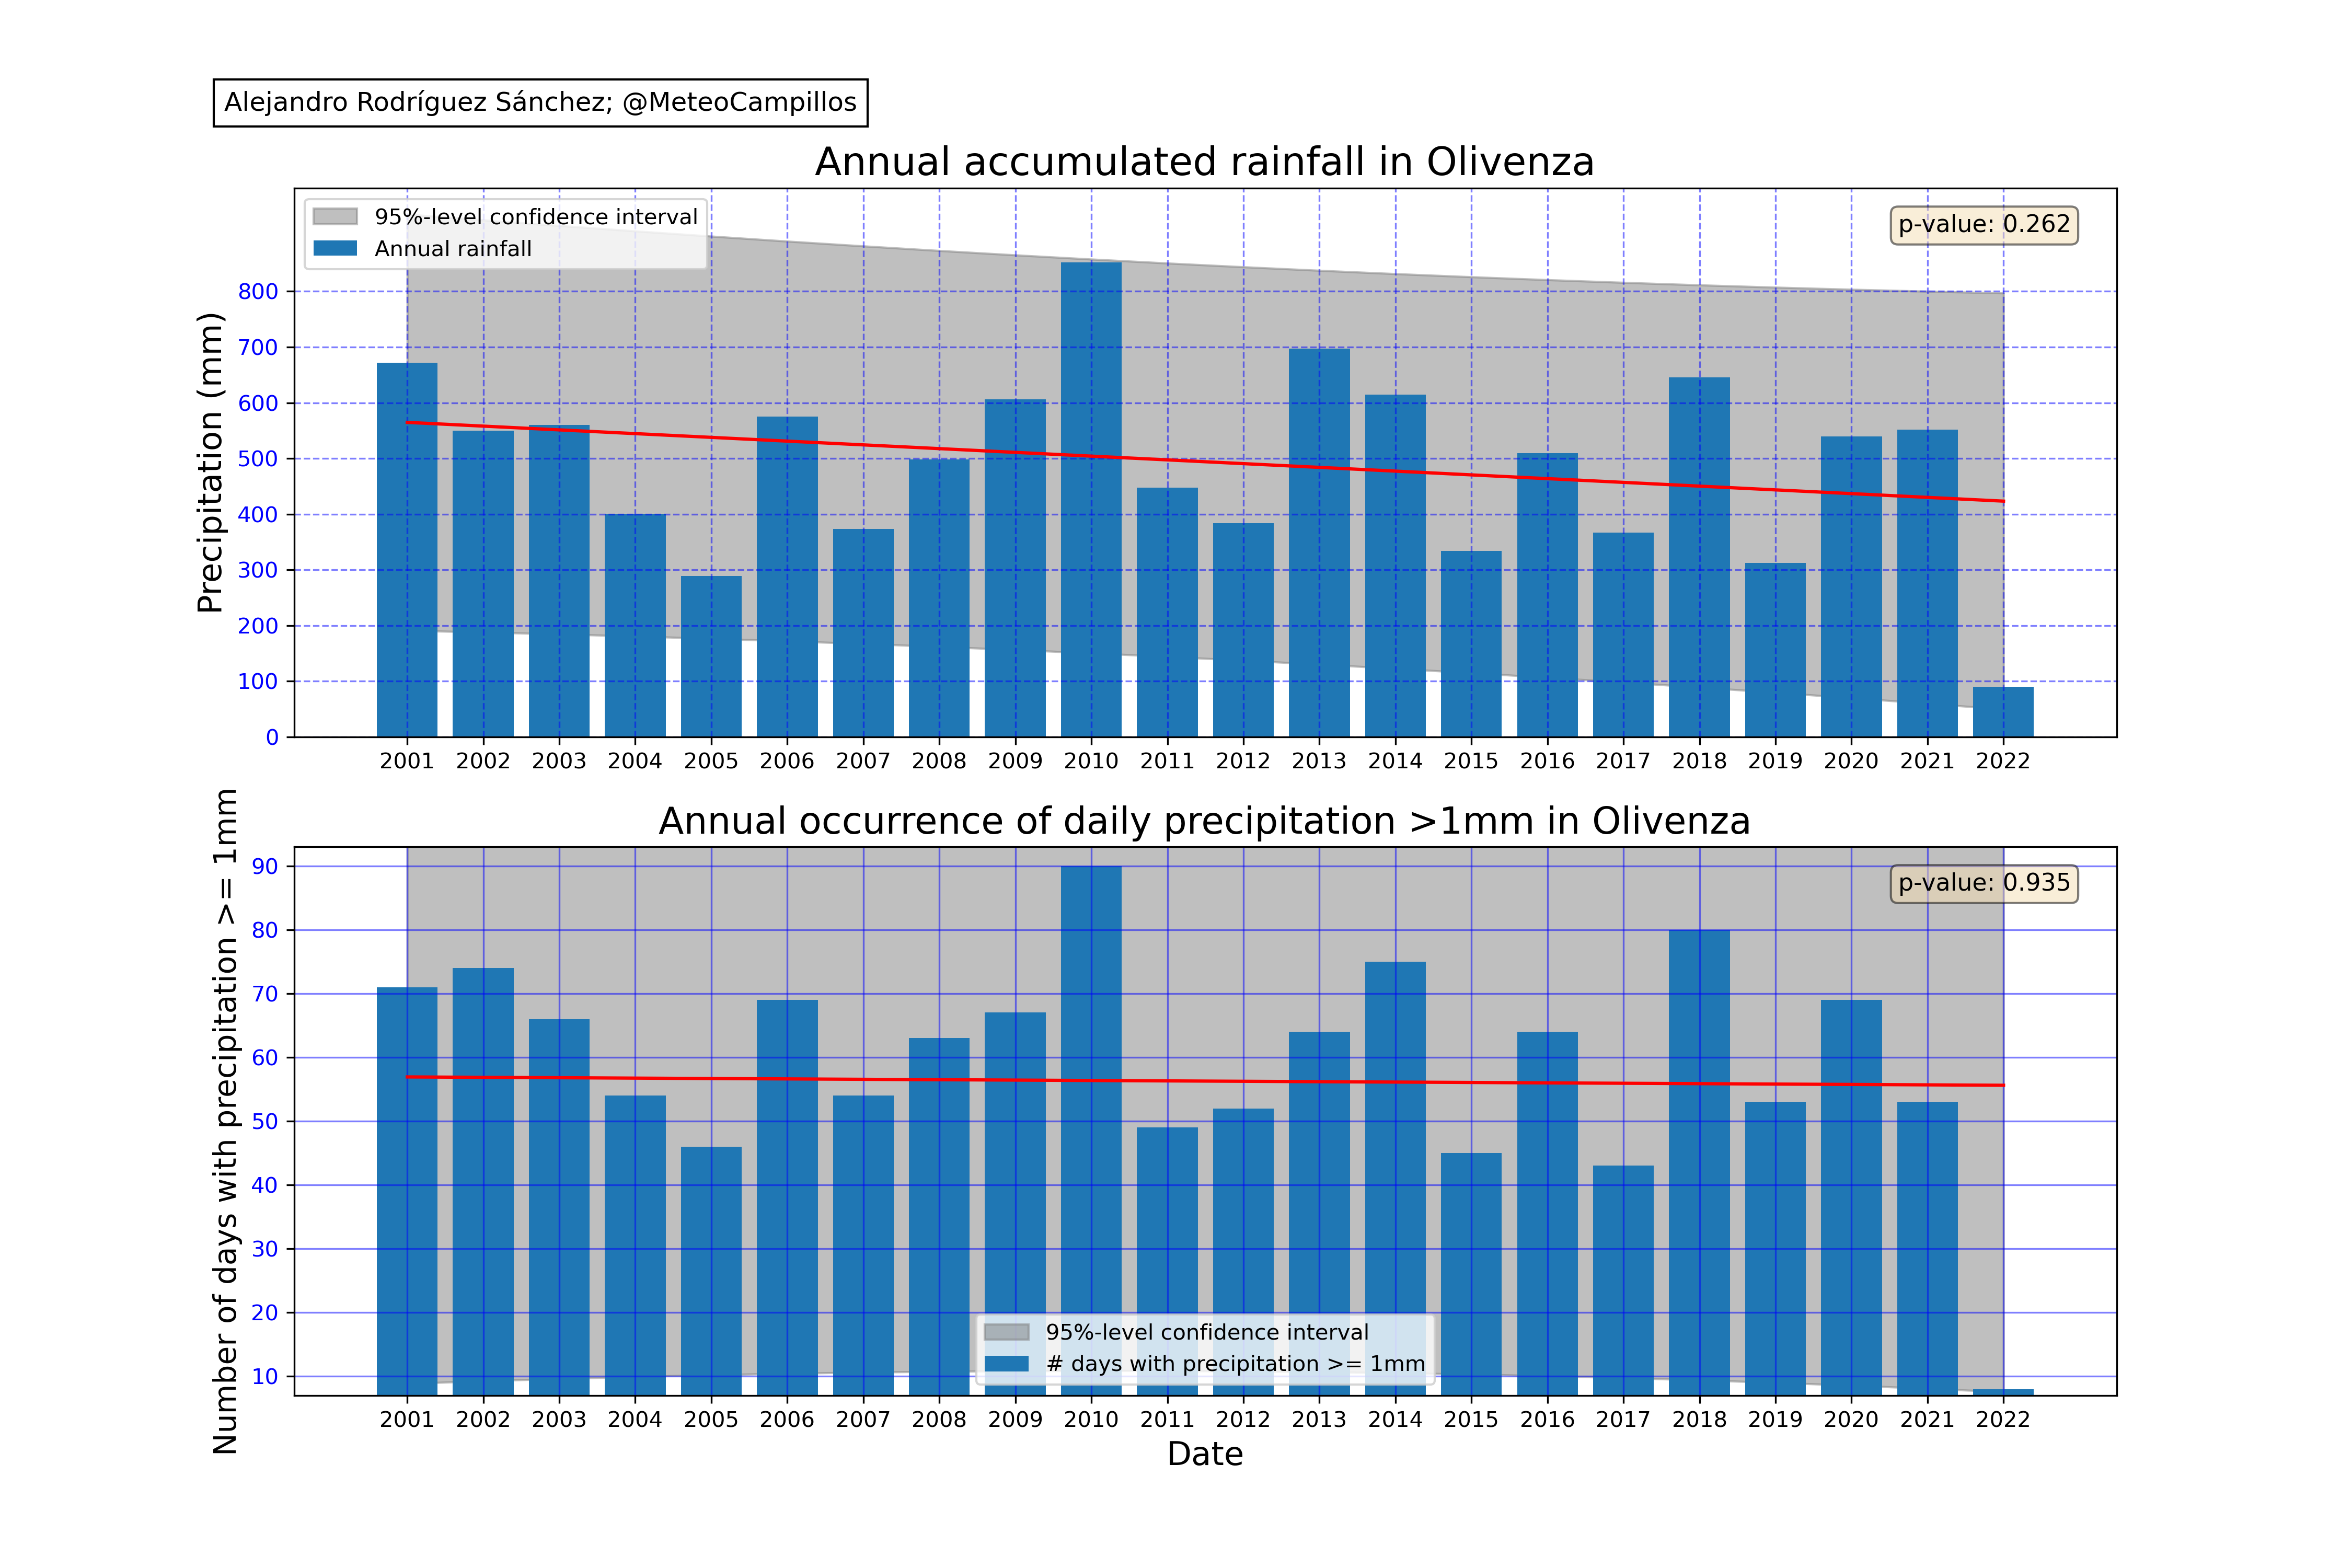 Alejandro Rodríguez Sánchez; @MeteoCampillos
Annual accumulated rainfall in Olivenza
95%-level confidence interval
Annual rainfall
p-value: 0.262
Precipitation (mm)
800
700
600
500
400
300
200
100
0
2001 2002 2003 2004 2005 2006 2007 2008 2009 2010 2011 2012 2013 2014 2015 2016 2017 2018 2019 2020 2021 2022
Annual occurrence of daily precipitation >1mm in Olivenza
p-value: 0.935
Number of days with precipitation >= 1mm
90
80
70
60
50
40
30
20
10
95%-level confidence interval
# days with precipitation >= 1mm
2001 2002 2003 2004 2005 2006 2007 2008 2009 2010 2011 2012 2013 2014 2015 2016 2017 2018 2019 2020 2021 2022
Date